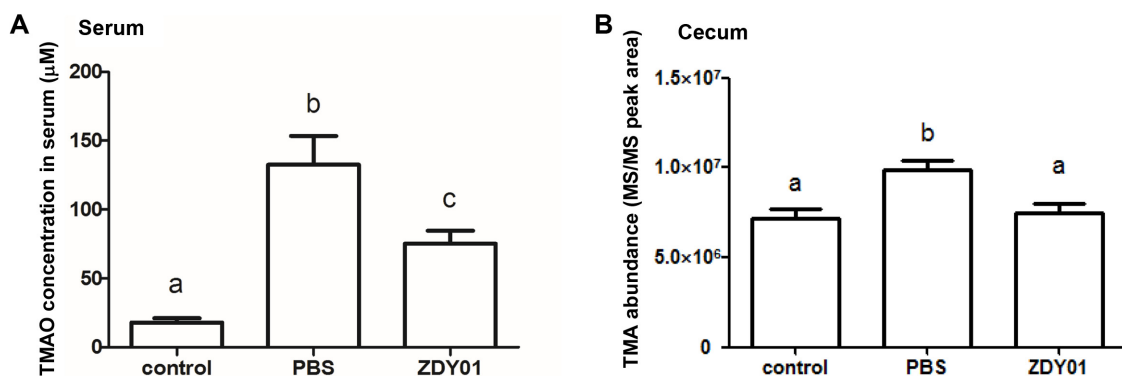 A Serum
TMAO concentration in serum (µM)
200
150
100
50
0
a
b
c
control PBS ZDY01
B Cecum
TMA abundance (MS/MS peak area)
1.5×10⁷
1.0×10⁷
5.0×10⁶
0
a
b
a
control PBS ZDY01